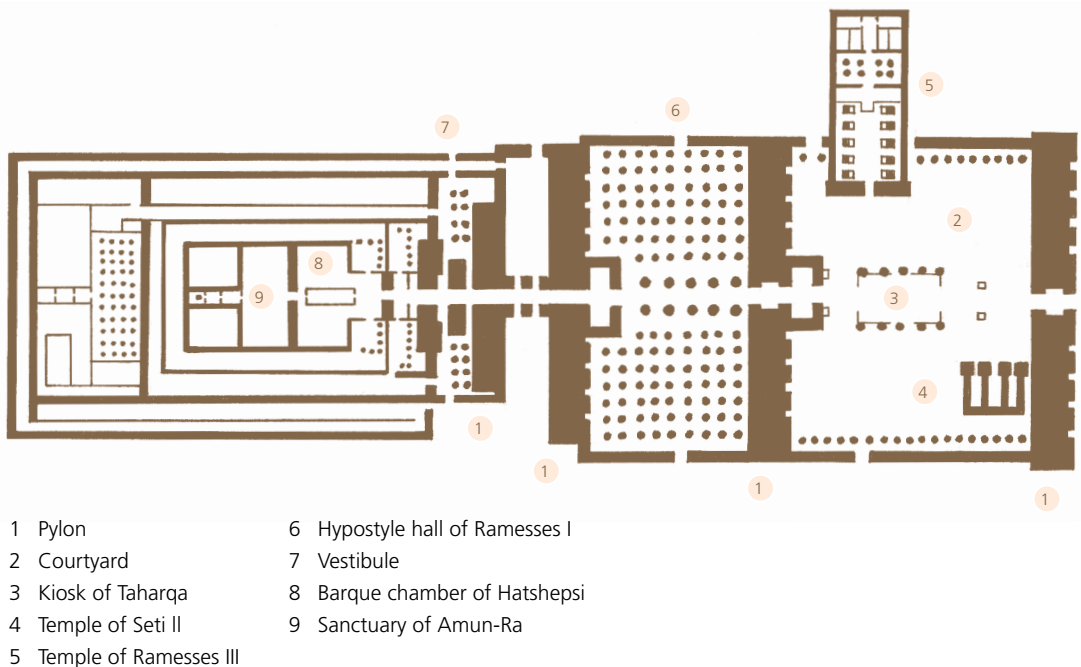 5
6
7
2
8
9
3
4
1
1
1
1
1 Pylon
2 Courtyard
3 Kiosk of Taharqa
4 Temple of Seti ll
5 Temple of Ramesses III
6 Hypostyle hall of Ramesses I
7 Vestibule
8 Barque chamber of Hatshepsi
9 Sanctuary of Amun-Ra